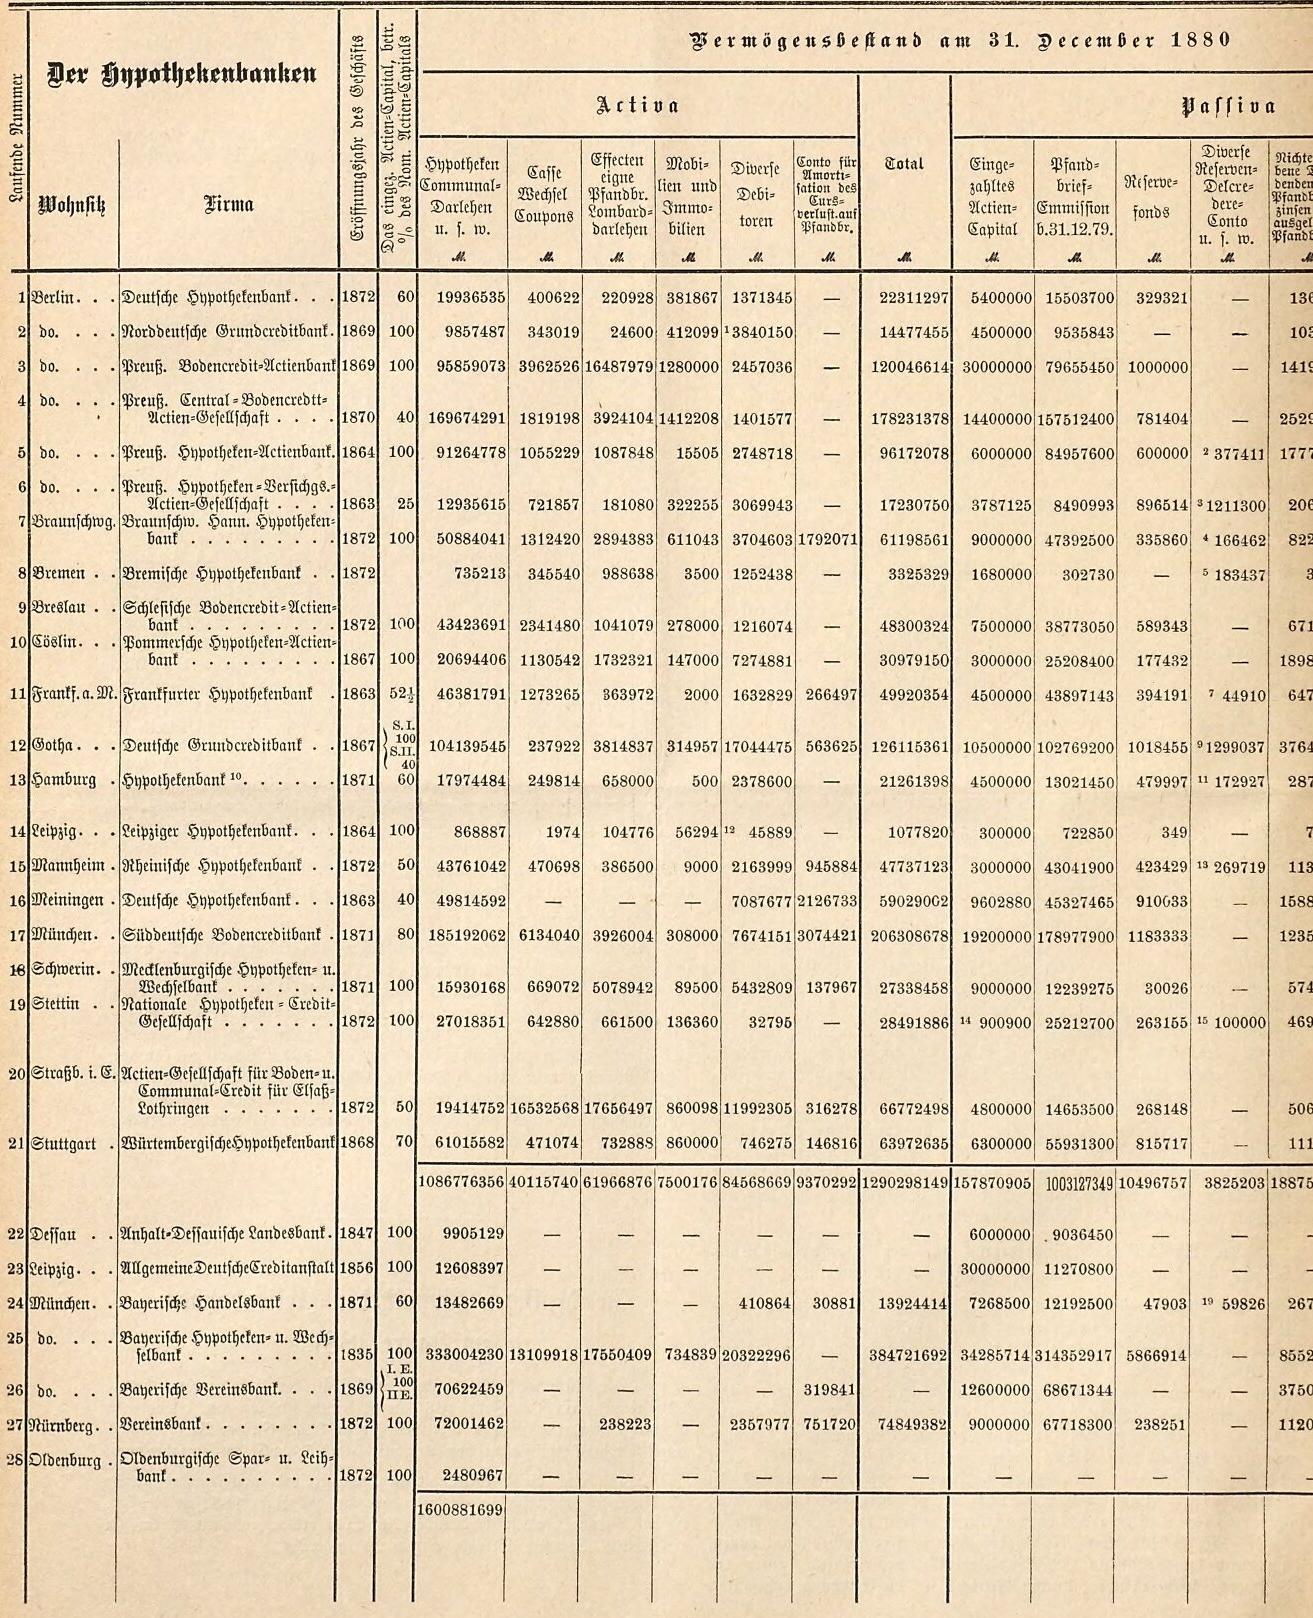 Vermögensbestand am 31. December 1880
Der Hypothekenbanken
Activa
Passiva
Laufende Nummer
Wohnsitz
Firma
Eröffnungsjahr des Geschäfts
Das eingez. Actien-Capital, betr.
% des Nom. Actien-Capitals
Hypotheken Communal-Darlehen u. s. w. M.
Casse Wechsel Coupons M.
Effecten eigne Pfandbr. Lombard-darlehen M.
Mobi-lien und Immo-bilien M.
Diverse Debi-toren M.
Conto für Amorti-sation des Curs-verlust. auf Pfandbr. M.
Total M.
Einge-zahltes Actien-Capital M.
Pfand-brief-Emmission b. 31.12.79. M.
Reserve-fonds M.
Diverse Reserven-Delcre-dere-Conto u. s. w. M.
1 Berlin. . . Deutsche Hypothekenbank. . . 1872 60 19936535 400622 220928 381867 1371345 — 22311297 5400000 15503700 329321 — 136
2 do. . . . Norddeutsche Grundcreditbank. 1869 100 9857487 343019 24600 412099 ¹3840150 — 14477455 4500000 9535843 — — 103
3 do. . . . Preuß. Bodencredit-Actienbank 1869 100 95859073 3962526 16487979 1280000 2457036 — 120046614 30000000 79655450 1000000 — 1419
4 do. . . . Preuß. Central-Bodencredtt-
Actien-Gesellschaft . . . . 1870 40 169674291 1819198 3924104 1412208 1401577 — 178231378 14400000 157512400 781404 — 2529
5 do. . . . Preuß. Hypotheken-Actienbank. 1864 100 91264778 1055229 1087848 15505 2748718 — 96172078 6000000 84957600 600000 ² 377411 1777
6 do. . . . Preuß. Hypotheken-Versichgs.-
Actien-Gesellschaft . . . . 1863 25 12935615 721857 181080 322255 3069943 — 17230750 3787125 8490993 896514 ³1211300 206
7 Braunschwg. Braunschw. Hann. Hypotheken-
bank . . . . . . . . . 1872 100 50884041 1312420 2894383 611043 3704603 1792071 61198561 9000000 47392500 335860 ⁴ 166462 822
8 Bremen . . Bremische Hypothekenbank . . 1872 735213 345540 988638 3500 1252438 — 3325329 1680000 302730 — ⁵ 183437 3
9 Breslau . . Schlesische Bodencredit-Actien-
bank . . . . . . . . . 1872 100 43423691 2341480 1041079 278000 1216074 — 48300324 7500000 38773050 589343 — 671
10 Cöslin. . . Pommersche Hypotheken-Actien-
bank . . . . . . . . . 1867 100 20694406 1130542 1732321 147000 7274881 — 30979150 3000000 25208400 177432 — 1898
11 Frankf. a. M. Frankfurter Hypothekenbank . 1863 52½ 46381791 1273265 363972 2000 1632829 266497 49920354 4500000 43897143 394191 ⁷ 44910 647
S. I.
100
12 Gotha. . . Deutsche Grundcreditbank . . 1867 S. II. 104139545 237922 3814837 314957 17044475 563625 126115361 10500000 102769200 1018455 ⁹1299037 3764
40
13 Hamburg . Hypothekenbank ¹⁰. . . . . . 1871 60 17974484 249814 658000 500 2378600 — 21261398 4500000 13021450 479997 ¹¹ 172927 287
14 Leipzig. . . Leipziger Hypothekenbank. . . 1864 100 868887 1974 104776 56294 ¹² 45889 — 1077820 300000 722850 349 — 7
15 Mannheim . Rheinische Hypothekenbank . . 1872 50 43761042 470698 386500 9000 2163999 945884 47737123 3000000 43041900 423429 ¹³ 269719 113
16 Meiningen . Deutsche Hypothekenbank. . . 1863 40 49814592 — — — 7087677 2126733 59029002 9602880 45327465 910033 — 1588
17 München. . Süddeutsche Bodencreditbank . 1871 80 185192062 6134040 3926004 308000 7674151 3074421 206308678 19200000 178977900 1183333 — 1235
18 Schwerin. . Mecklenburgische Hypotheken- u.
Wechselbank . . . . . . . 1871 100 15930168 669072 5078942 89500 5432809 137967 27338458 9000000 12239275 30026 — 574
19 Stettin . . Nationale Hypotheken-Credit-
Gesellschaft . . . . . . . 1872 100 27018351 642880 661500 136360 32795 — 28491886 ¹⁴ 900900 25212700 263155 ¹⁵ 100000 469
20 Straßb. i. E. Actien-Gesellschaft für Boden- u.
Communal-Credit für Elsaß-
Lothringen . . . . . . . 1872 50 19414752 16532568 17656497 860098 11992305 316278 66772498 4800000 14653500 268148 — 506
21 Stuttgart . Würtembergische Hypothekenbank 1868 70 61015582 471074 732888 860000 746275 146816 63972635 6300000 55931300 815717 — 111
1086776356 40115740 61966876 7500176 84568669 9370292 1290298149 157870905 1003127349 10496757 3825203 18875
22 Dessau . . Anhalt-Dessauische Landesbank. 1847 100 9905129 — — — — — — 6000000 9036450 — — —
23 Leipzig. . . Allgemeine Deutsche Creditanstalt 1856 100 12608397 — — — — — — 30000000 11270800 — — —
24 München. . Bayerische Handelsbank . . . 1871 60 13482669 — — — 410864 30881 13924414 7268500 12192500 47903 ¹⁹ 59826 267
25 do. . . . Bayerische Hypotheken- u. Wech-
selbank . . . . . . . . . 1835 100 333004230 13109918 17550409 734839 20322296 — 384721692 34285714 314352917 5866914 — 8552
I. E.
100
26 do. . . . Bayerische Vereinsbank. . . . 1869 II E. 70622459 — — — — 319841 — 12600000 68671344 — — 3750
27 Nürnberg. . Vereinsbank. . . . . . . . 1872 100 72001462 — 238223 — 2357977 751720 74849382 9000000 67718300 238251 — 1120
28 Oldenburg . Oldenburgische Spar- u. Leih-
bank. . . . . . . . . . 1872 100 2480967 — — — — — — — — — — —
1600881699